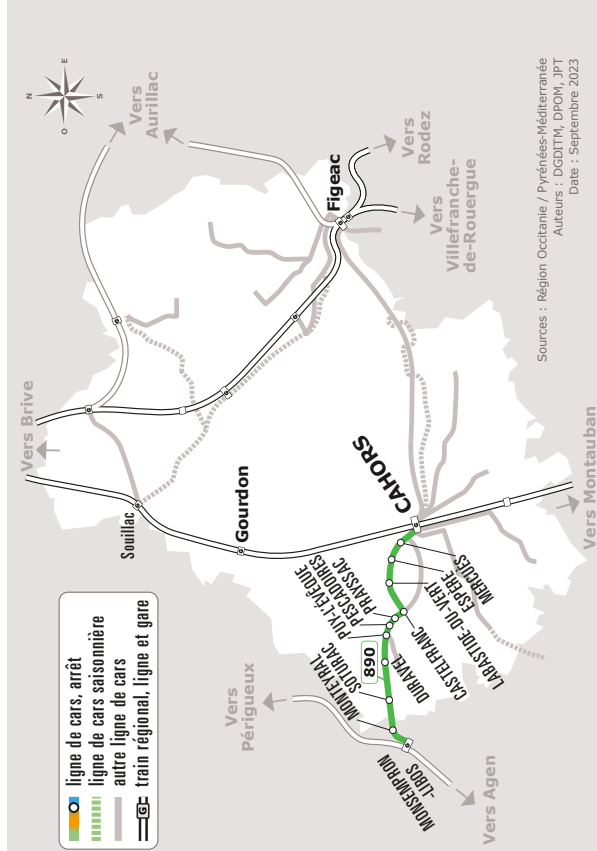 ligne de cars, arrêt
ligne de cars saisonnière
autre ligne de cars
G
train régional, ligne et gare
N
E
S
O
Vers Brive
Vers
Aurillac
Souillac
Gourdon
Figeac
Vers
Rodez
Vers
Villefranche-
de-Rouergue
CAHORS
Vers Montauban
Vers
Périgueux
Vers Agen
890
MONSEMPRON
-LIBOS
MONTEYRAL
SOTURAC
DURAVEL
PUY-L'ÉVÊQUE
PESCADOIRES
PRAYSSAC
CASTELFRANC
LABASTIDE-DU-VERT
ESPÈRE
MERCUÈS
Sources : Région Occitanie / Pyrénées-Méditerranée
Auteurs : DGDITM, DPOM, JPT
Date : Septembre 2023